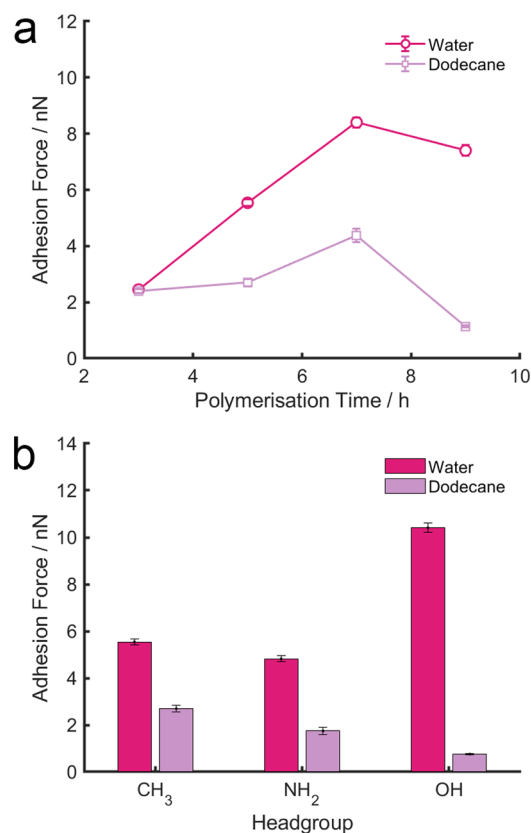 a
12
10
8
6
4
2
0
Adhesion Force / nN
Water
Dodecane
2 4 6 8 10
Polymerisation Time / h
b
14
12
10
8
6
4
2
0
Adhesion Force / nN
Water
Dodecane
CH₃ NH₂ OH
Headgroup